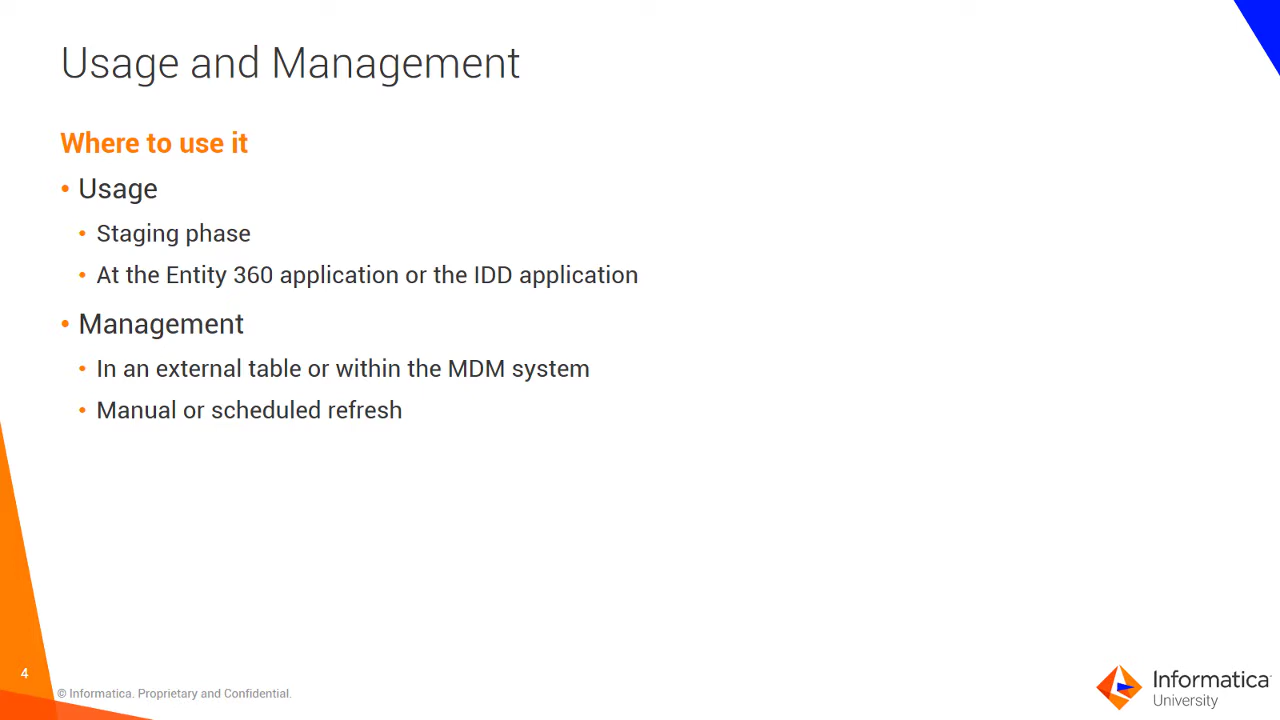 Usage and Management
Where to use it
• Usage
• Staging phase
• At the Entity 360 application or the IDD application
• Management
• In an external table or within the MDM system
• Manual or scheduled refresh
4
© Informatica. Proprietary and Confidential.
Informatica
University